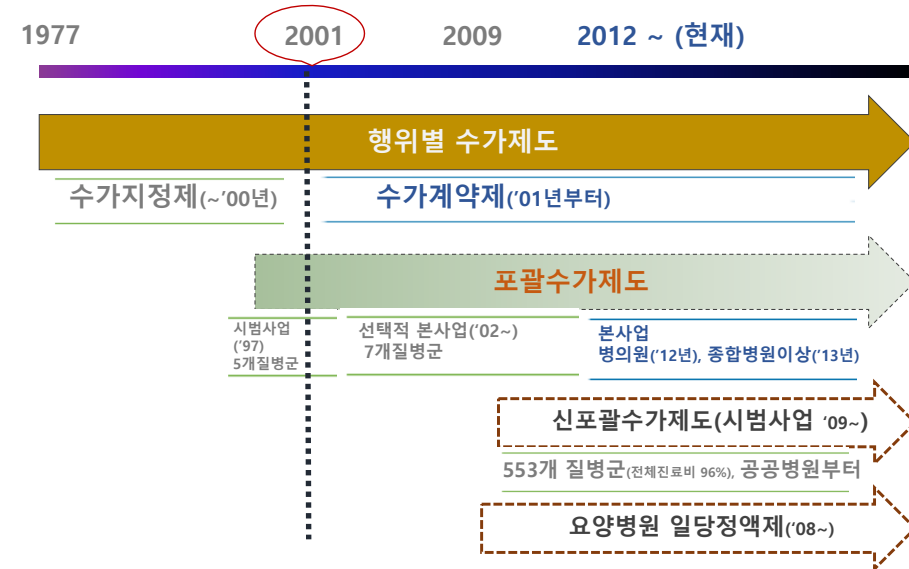 1977 2001 2009 2012 ~ (현재)
행위별 수가제도
수가지정제(~’00년) 수가계약제(’01년부터)
포괄수가제도
시범사업
(‘97)
5개질병군
선택적 본사업(‘02~)
7개질병군
본사업
병의원(‘12년), 종합병원이상(‘13년)
신포괄수가제도(시범사업 ‘09~)
553개 질병군(전체진료비 96%), 공공병원부터
요양병원 일당정액제(‘08~)